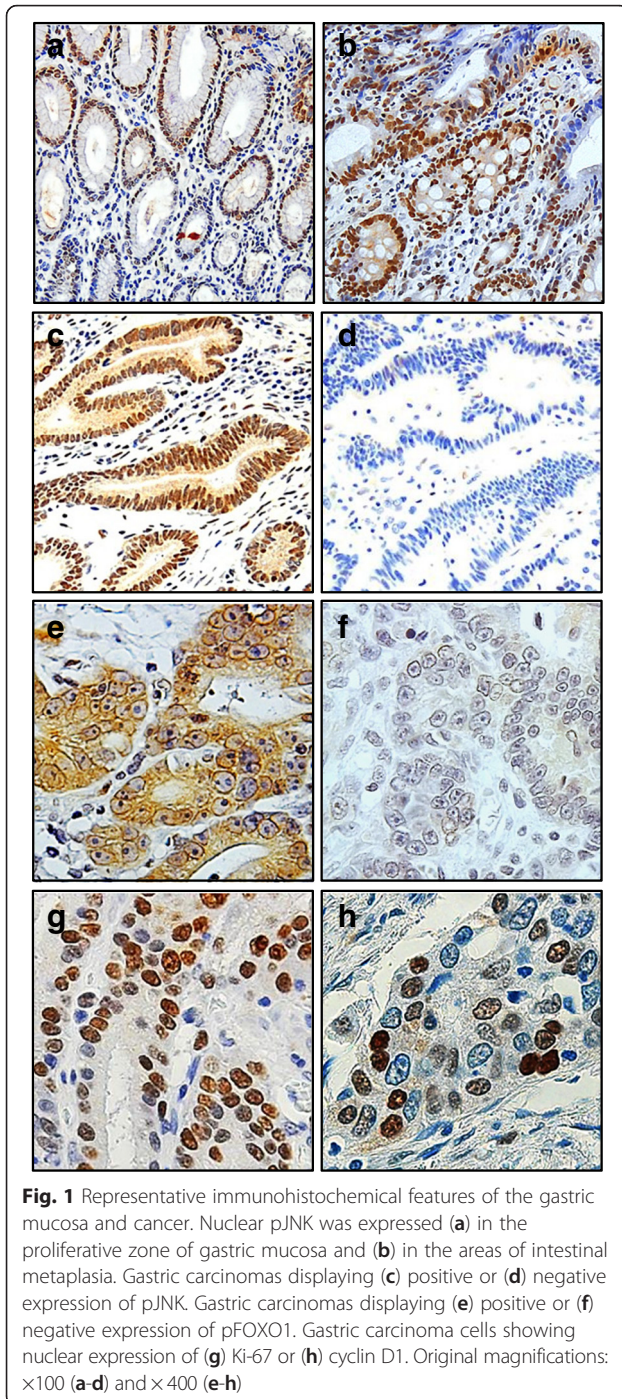 a
b
c
d
e
f
g
h
Fig. 1 Representative immunohistochemical features of the gastric
mucosa and cancer. Nuclear pJNK was expressed (a) in the
proliferative zone of gastric mucosa and (b) in the areas of intestinal
metaplasia. Gastric carcinomas displaying (c) positive or (d) negative
expression of pJNK. Gastric carcinomas displaying (e) positive or (f)
negative expression of pFOXO1. Gastric carcinoma cells showing
nuclear expression of (g) Ki-67 or (h) cyclin D1. Original magnifications:
×100 (a-d) and × 400 (e-h)